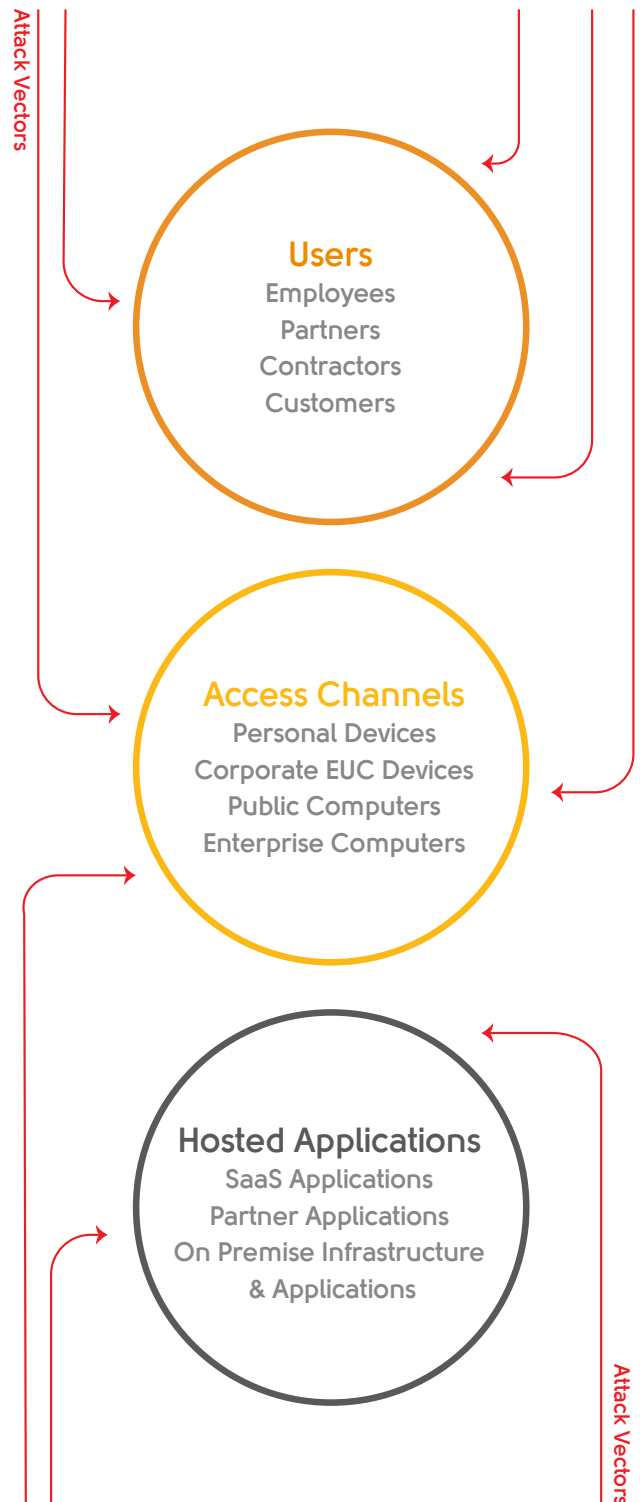 Attack Vectors
Users
Employees
Partners
Contractors
Customers
Access Channels
Personal Devices
Corporate EUC Devices
Public Computers
Enterprise Computers
Hosted Applications
SaaS Applications
Partner Applications
On Premise Infrastructure
& Applications
Attack Vectors